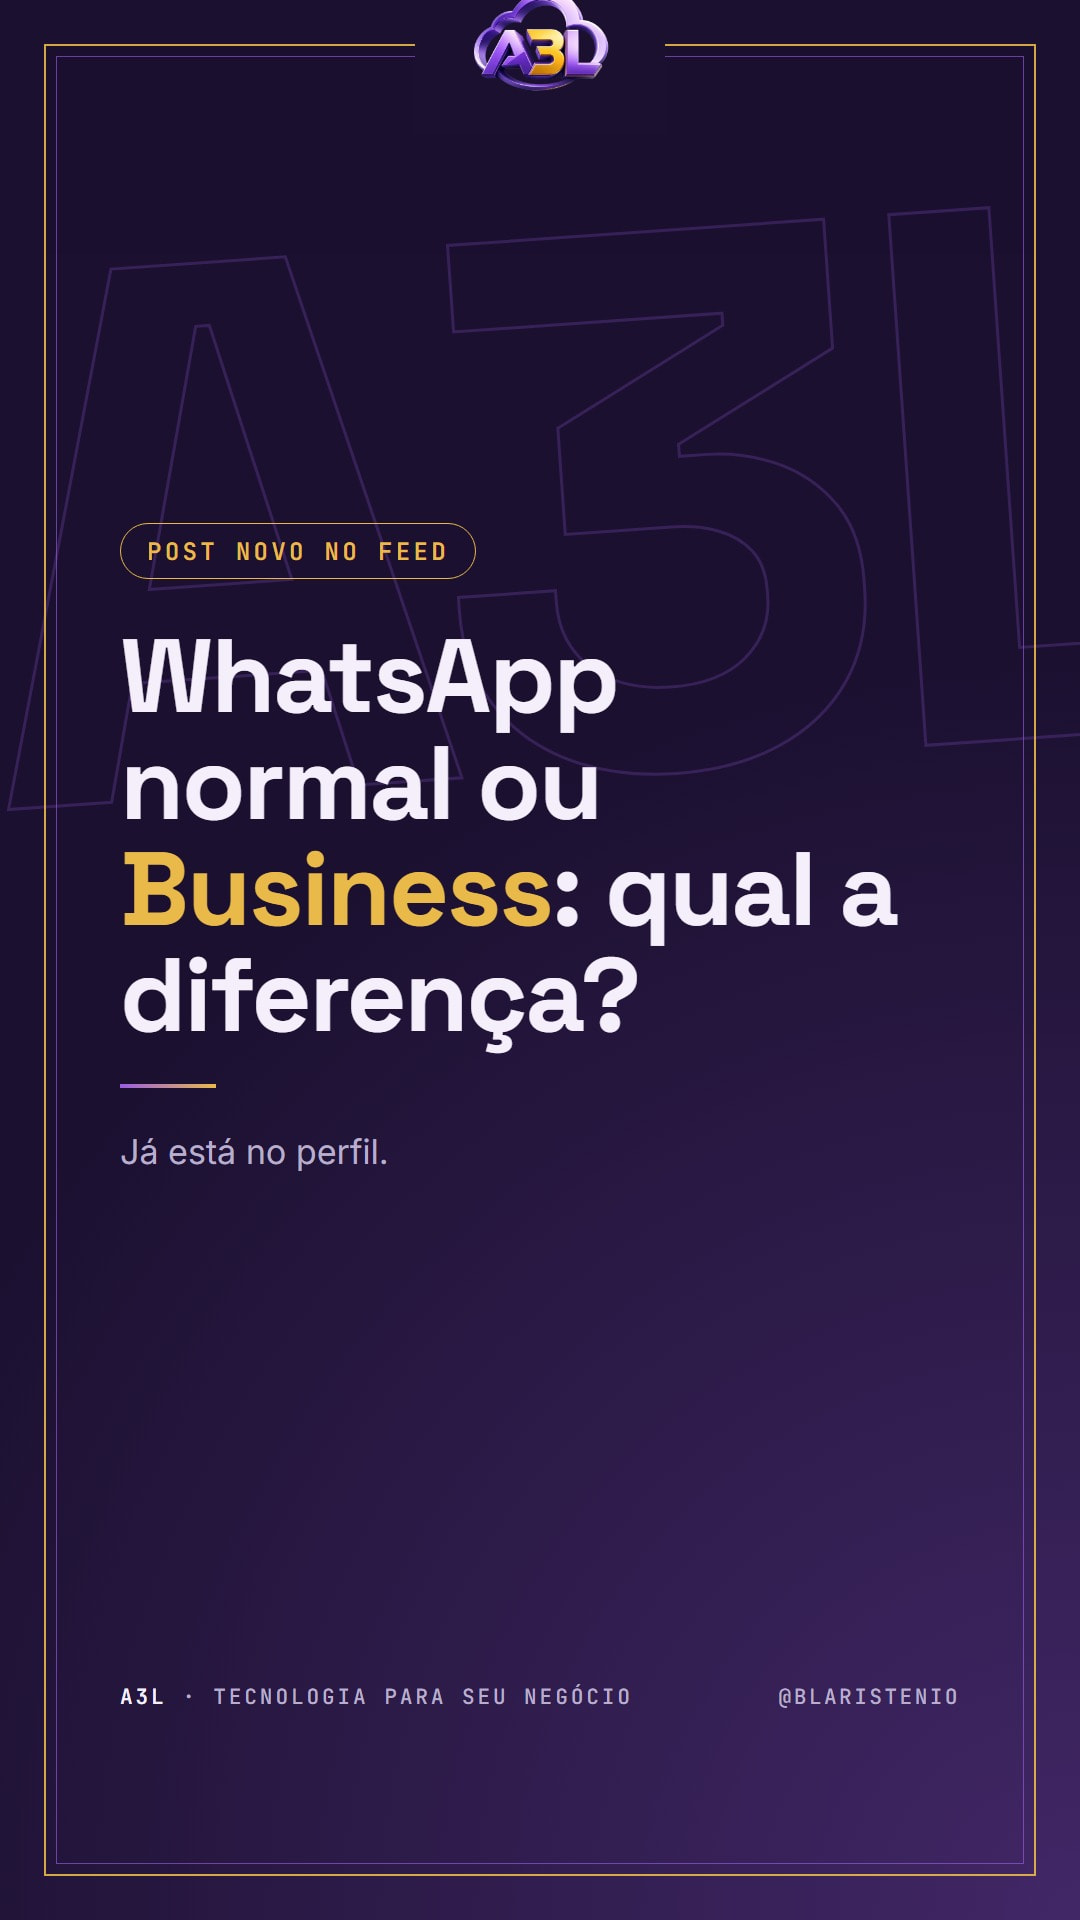 A3L
A3L
POST NOVO NO FEED
WhatsApp
normal ou
Business: qual a
diferença?
Já está no perfil.
A3L · TECNOLOGIA PARA SEU NEGÓCIO
@BLARISTENIO